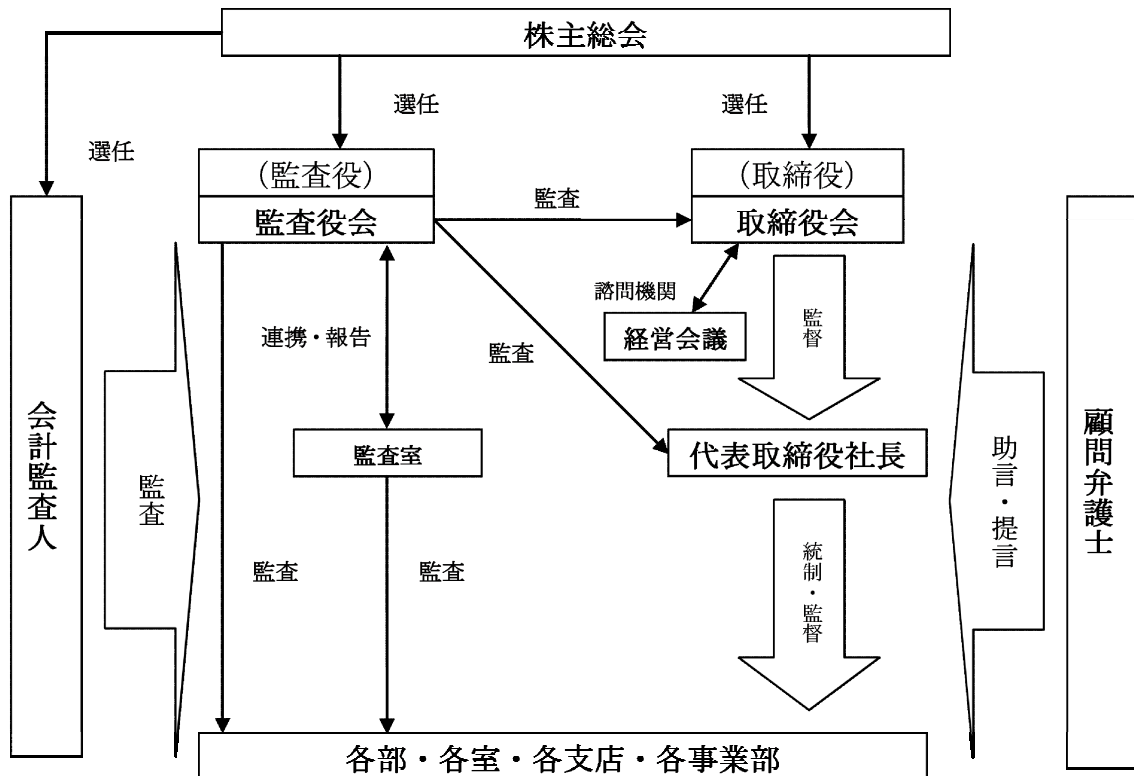 株主総会
選任
選任
選任
(監査役)
監査役会
監査
(取締役)
取締役会
諮問機関
経営会議
監督
連携・報告
監査
監査室
代表取締役社長
会計監査人
監査
監査
監査
統制・監督
助言・提言
顧問弁護士
各部・各室・各支店・各事業部